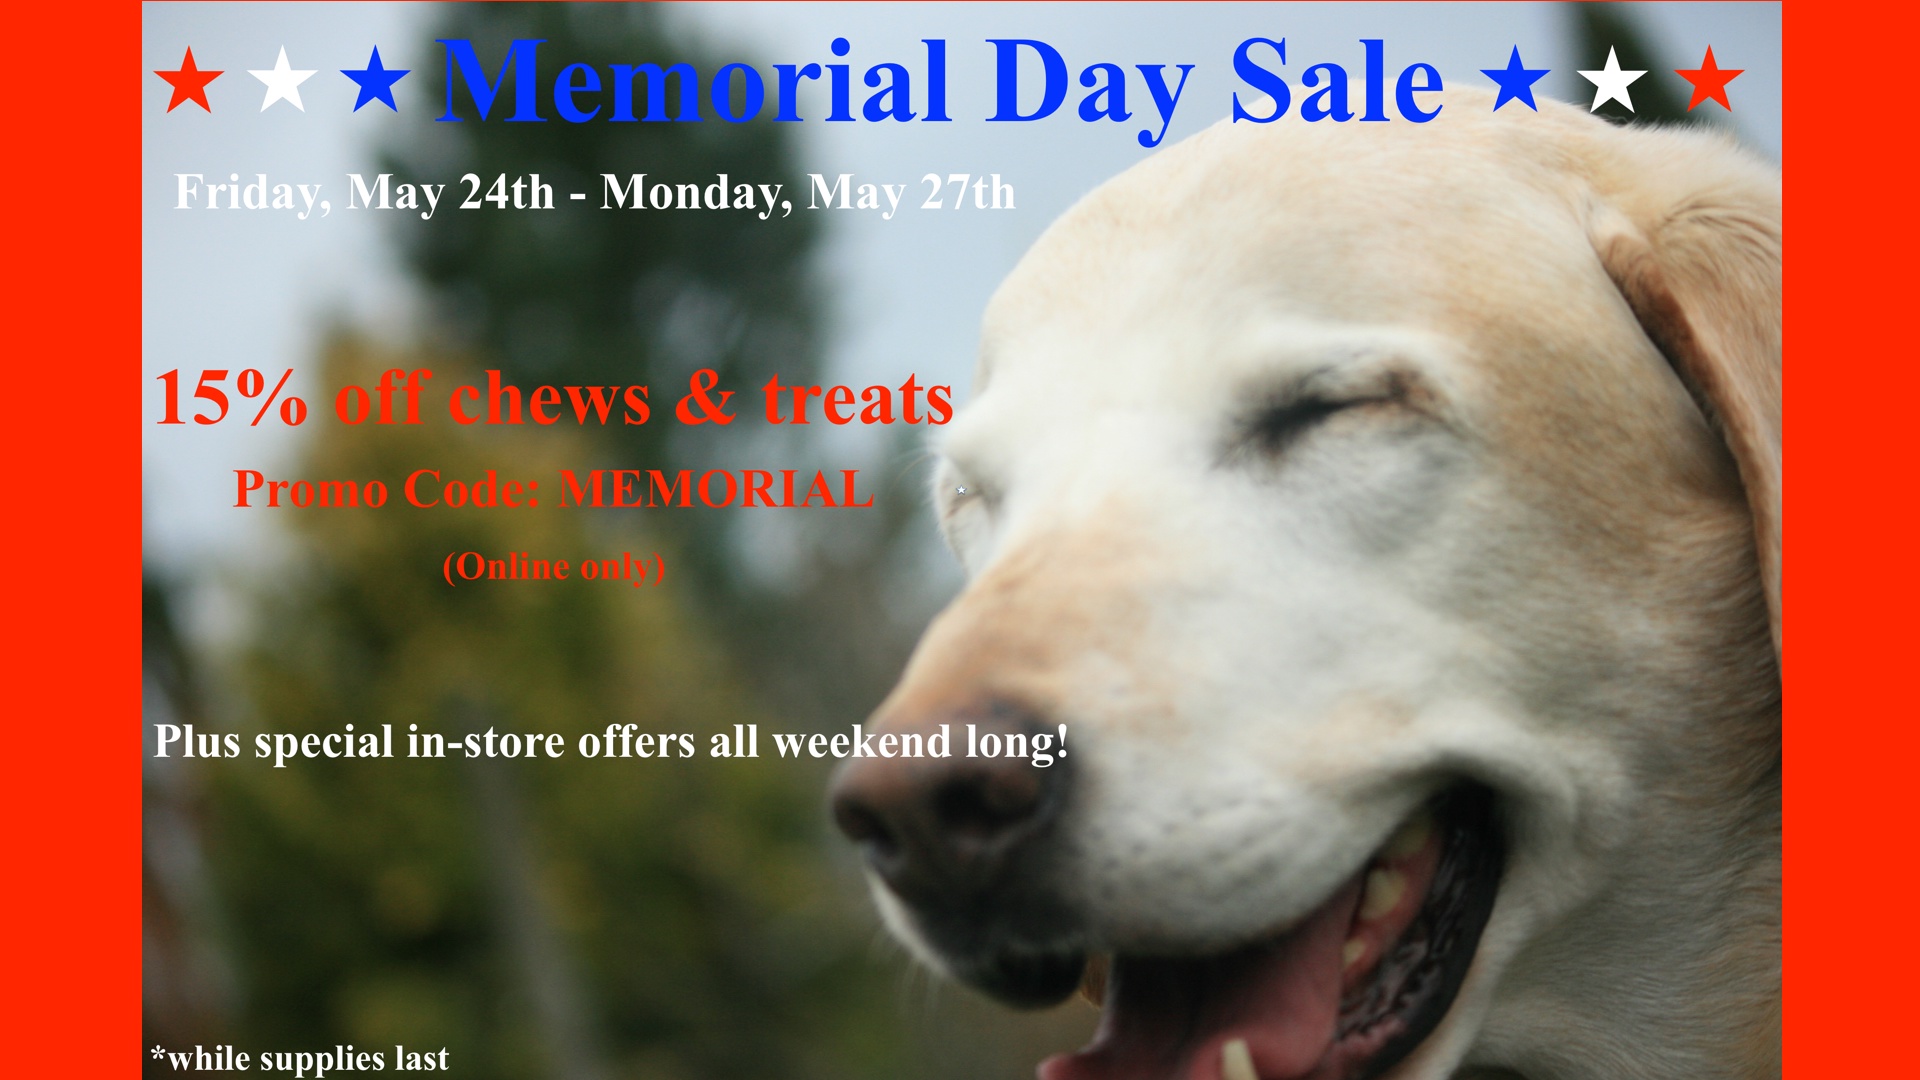 ★ ★ ★ Memorial Day Sale ★ ★ ★
Friday, May 24th - Monday, May 27th
15% off chews & treats
Promo Code: MEMORIAL
(Online only)
Plus special in-store offers all weekend long!
*while supplies last